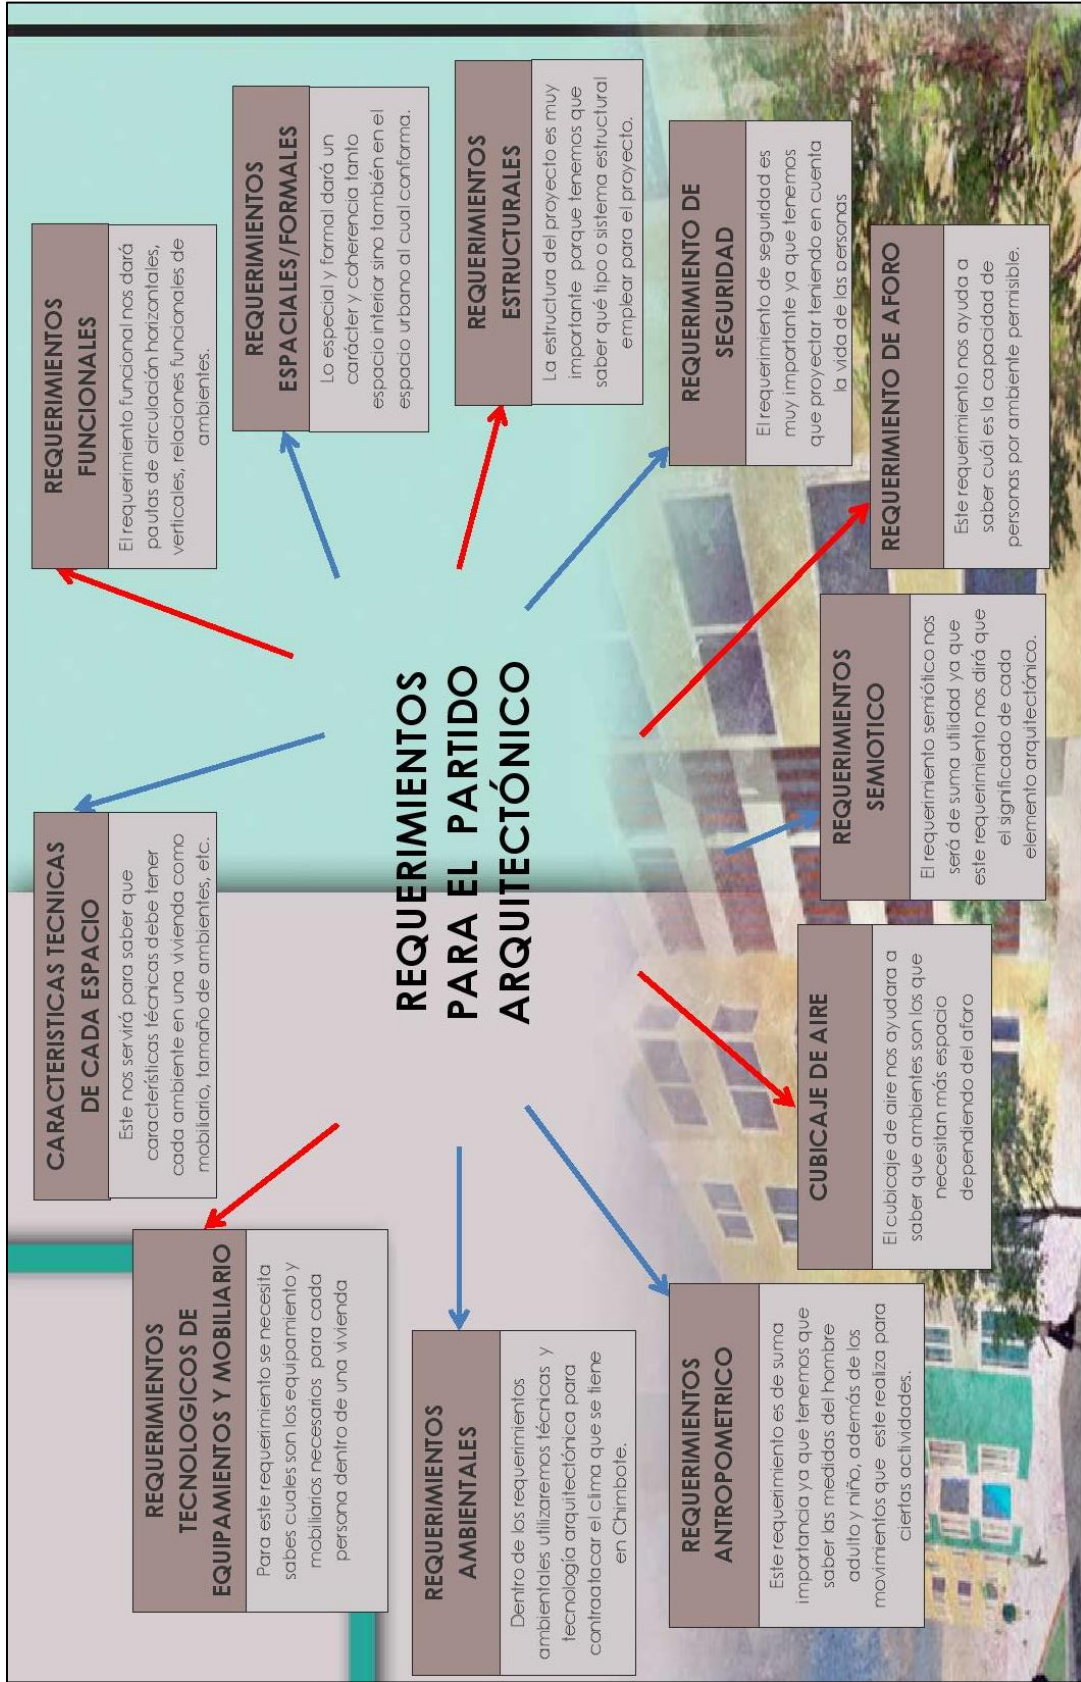 REQUERIMIENTOS
PARA EL PARTIDO
ARQUITECTÓNICO
CARACTERISTICAS TECNICAS
DE CADA ESPACIO
Este nos servirá para saber que
características técnicas debe tener
cada ambiente en una vivienda como
mobiliario, tamaño de ambientes, etc.
REQUERIMIENTOS
FUNCIONALES
El requerimiento funcional nos dará
pautas de circulación horizontales,
verticales, relaciones funcionales de
ambientes.
REQUERIMIENTOS
ESPACIALES/FORMALES
Lo especial y formal dará un
carácter y coherencia tanto
espacio interior sino también en el
espacio urbano al cual conforma.
REQUERIMIENTOS
ESTRUCTURALES
La estructura del proyecto es muy
importante porque tenemos que
saber qué tipo o sistema estructural
emplear para el proyecto.
REQUERIMIENTO DE
SEGURIDAD
El requerimiento de seguridad es
muy importante ya que tenemos
que proyectar teniendo en cuenta
la vida de las personas
REQUERIMIENTO DE AFORO
Este requerimiento nos ayuda a
saber cuál es la capacidad de
personas por ambiente permisible.
REQUERIMIENTOS
SEMIOTICO
El requerimiento semiótico nos
será de suma utilidad ya que
este requerimiento nos dirá que
el significado de cada
elemento arquitectónico.
CUBICAJE DE AIRE
El cubicaje de aire nos ayudara a
saber que ambientes son los que
necesitan más espacio
dependiendo del aforo
REQUERIMIENTOS
ANTROPOMETRICO
Este requerimiento es de suma
importancia ya que tenemos que
saber las medidas del hombre
adulto y niño, además de los
movimientos que este realiza para
ciertas actividades.
REQUERIMIENTOS
AMBIENTALES
Dentro de los requerimientos
ambientales utilizaremos técnicas y
tecnología arquitectónica para
contraatacar el clima que se tiene
en Chimbote.
REQUERIMIENTOS
TECNOLOGICOS DE
EQUIPAMIENTOS Y MOBILIARIO
Para este requerimiento se necesita
sabes cuales son los equipamiento y
mobiliarios necesarios para cada
persona dentro de una vivienda